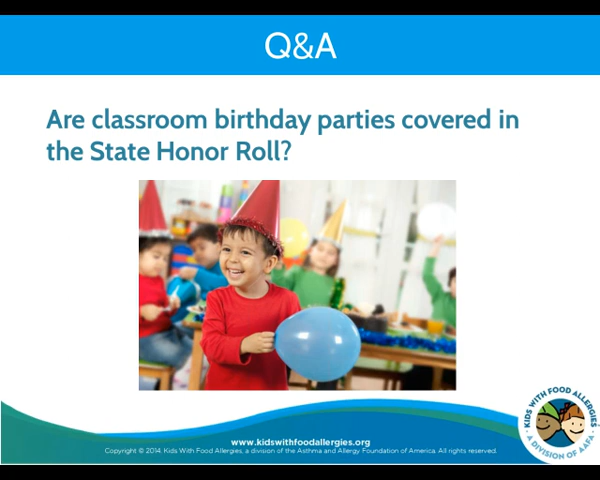 Q&A
Are classroom birthday parties covered in
the State Honor Roll?
www.kidswithfoodallergies.org
Copyright © 2014, Kids With Food Allergies, a division of the Asthma and Allergy Foundation of America. All rights reserved.
KIDS WITH FOOD ALLERGIES
A DIVISION OF AAFA